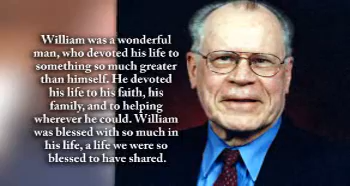 William was a wonderful
man, who devoted his life to
something so much greater
than himself. He devoted
his life to his faith, his
family, and to helping
wherever he could. William
was blessed with so much in
his life, a life we were so
blessed to have shared.